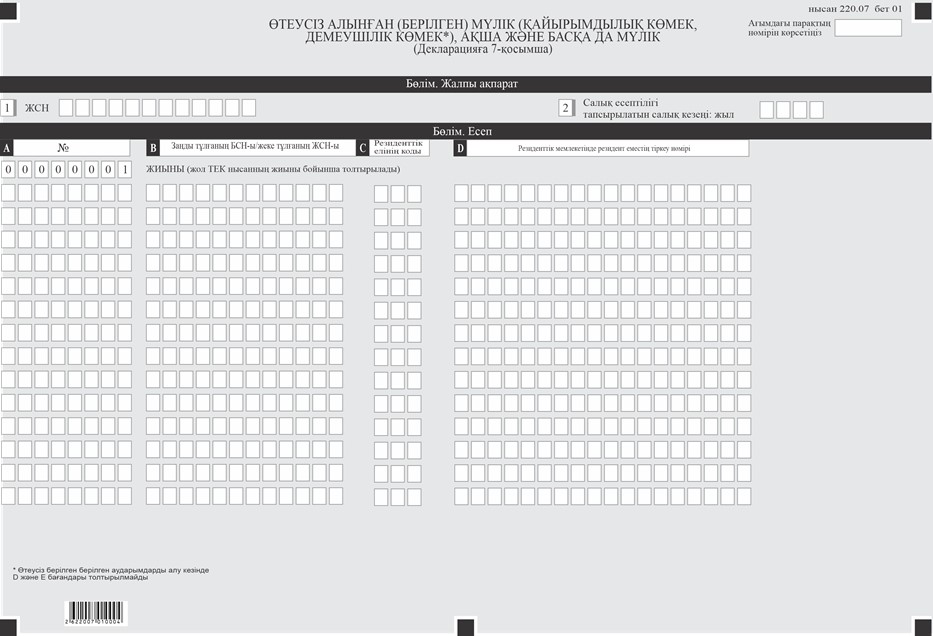 нысан 220.07 бет 01
ӨТЕУСІЗ АЛЫНҒАН (БЕРІЛГЕН) МҮЛІК (ҚАЙЫРЫМДЫЛЫҚ КӨМЕК,
ДЕМЕУШІЛІК КӨМЕК*), АҚША ЖӘНЕ БАСҚА ДА МҮЛІК
(Декларацияға 7-қосымша)
Ағымдағы парақтың
нөмірін көрсетіңіз
Бөлім. Жалпы ақпарат
1 ЖСН
2 Салық есептілігі
тапсырылатын салық кезеңі: жыл
Бөлім. Есеп
A №
B Заңды тұлғаның БСН-ы/жеке тұлғаның ЖСН-ы
C Резиденттік
елінің коды
D Резиденттік мемлекетінде резидент еместің тіркеу нөмірі
0 0 0 0 0 0 0 1 ЖИЫНЫ (жол ТЕК нысанның жиыны бойынша толтырылады)
* Өтеусіз берілген берілген аударымдарды алу кезінде
D және E бағандары толтырылмайды
2622007010004